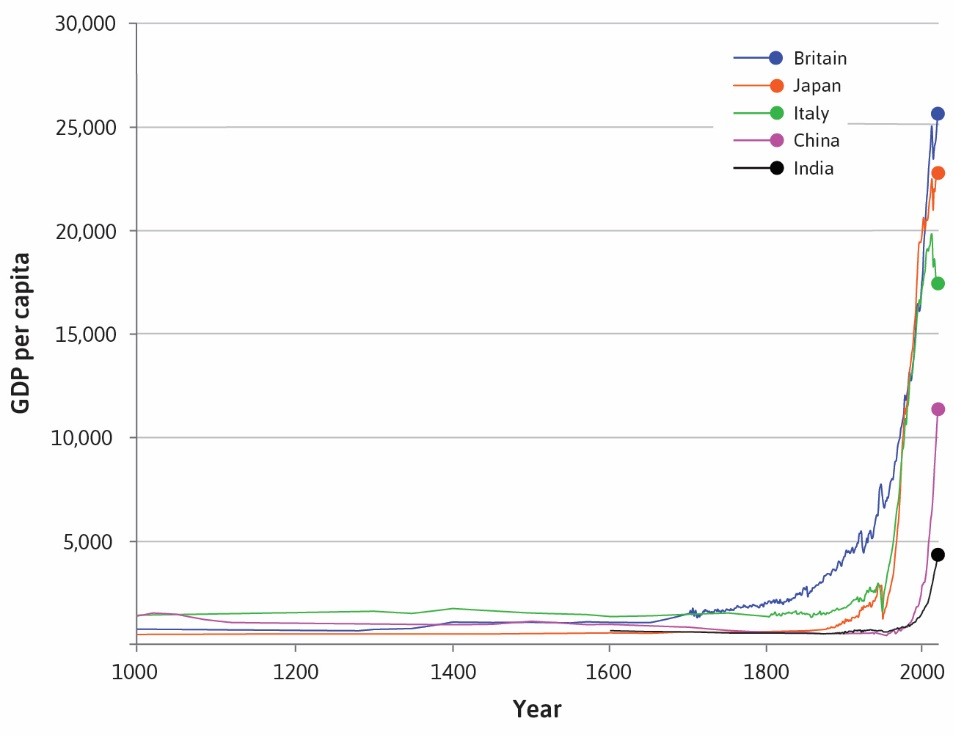 30,000
25,000
20,000
15,000
10,000
5,000
GDP per capita
Britain
Japan
Italy
China
India
1000 1200 1400 1600 1800 2000
Year